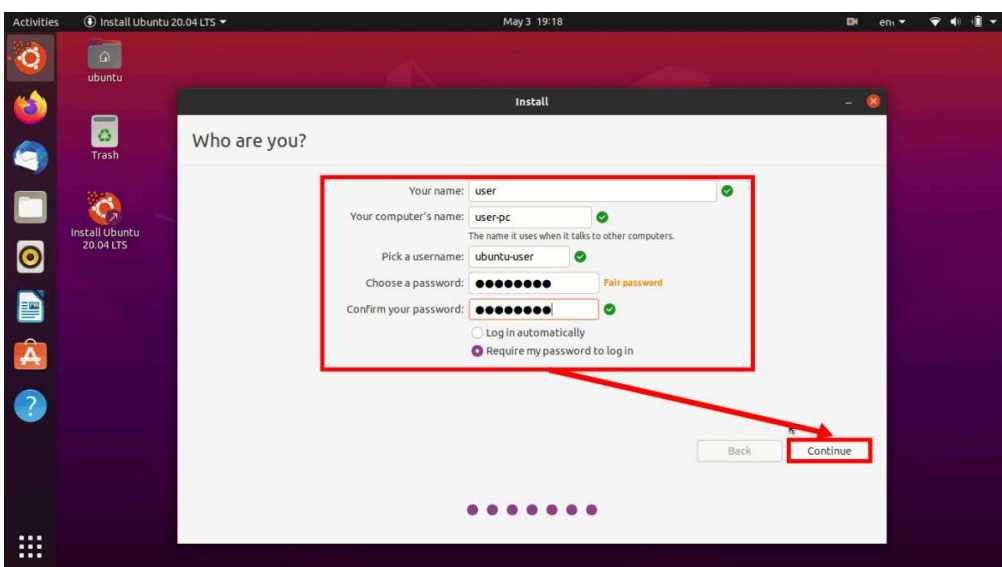 Activities Install Ubuntu 20.04 LTS May 3 19:18
ubuntu
Install
Who are you?
Trash
Your name: user
Your computer's name: user-pc
The name it uses when it talks to other computers.
Install Ubuntu
20.04 LTS
Pick a username: ubuntu-user
Choose a password: ●●●●●●●● Fair password
Confirm your password: ●●●●●●●●
Log in automatically
Require my password to log in
Back Continue